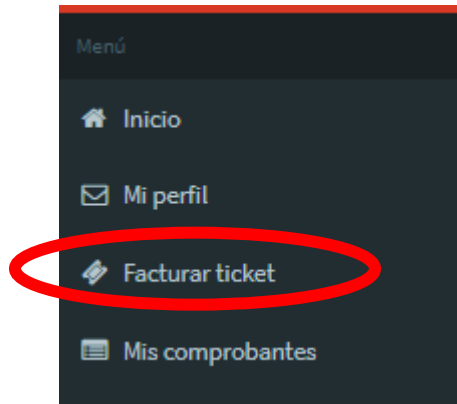 Menú
Inicio
Mi perfil
Facturar ticket
Mis comprobantes